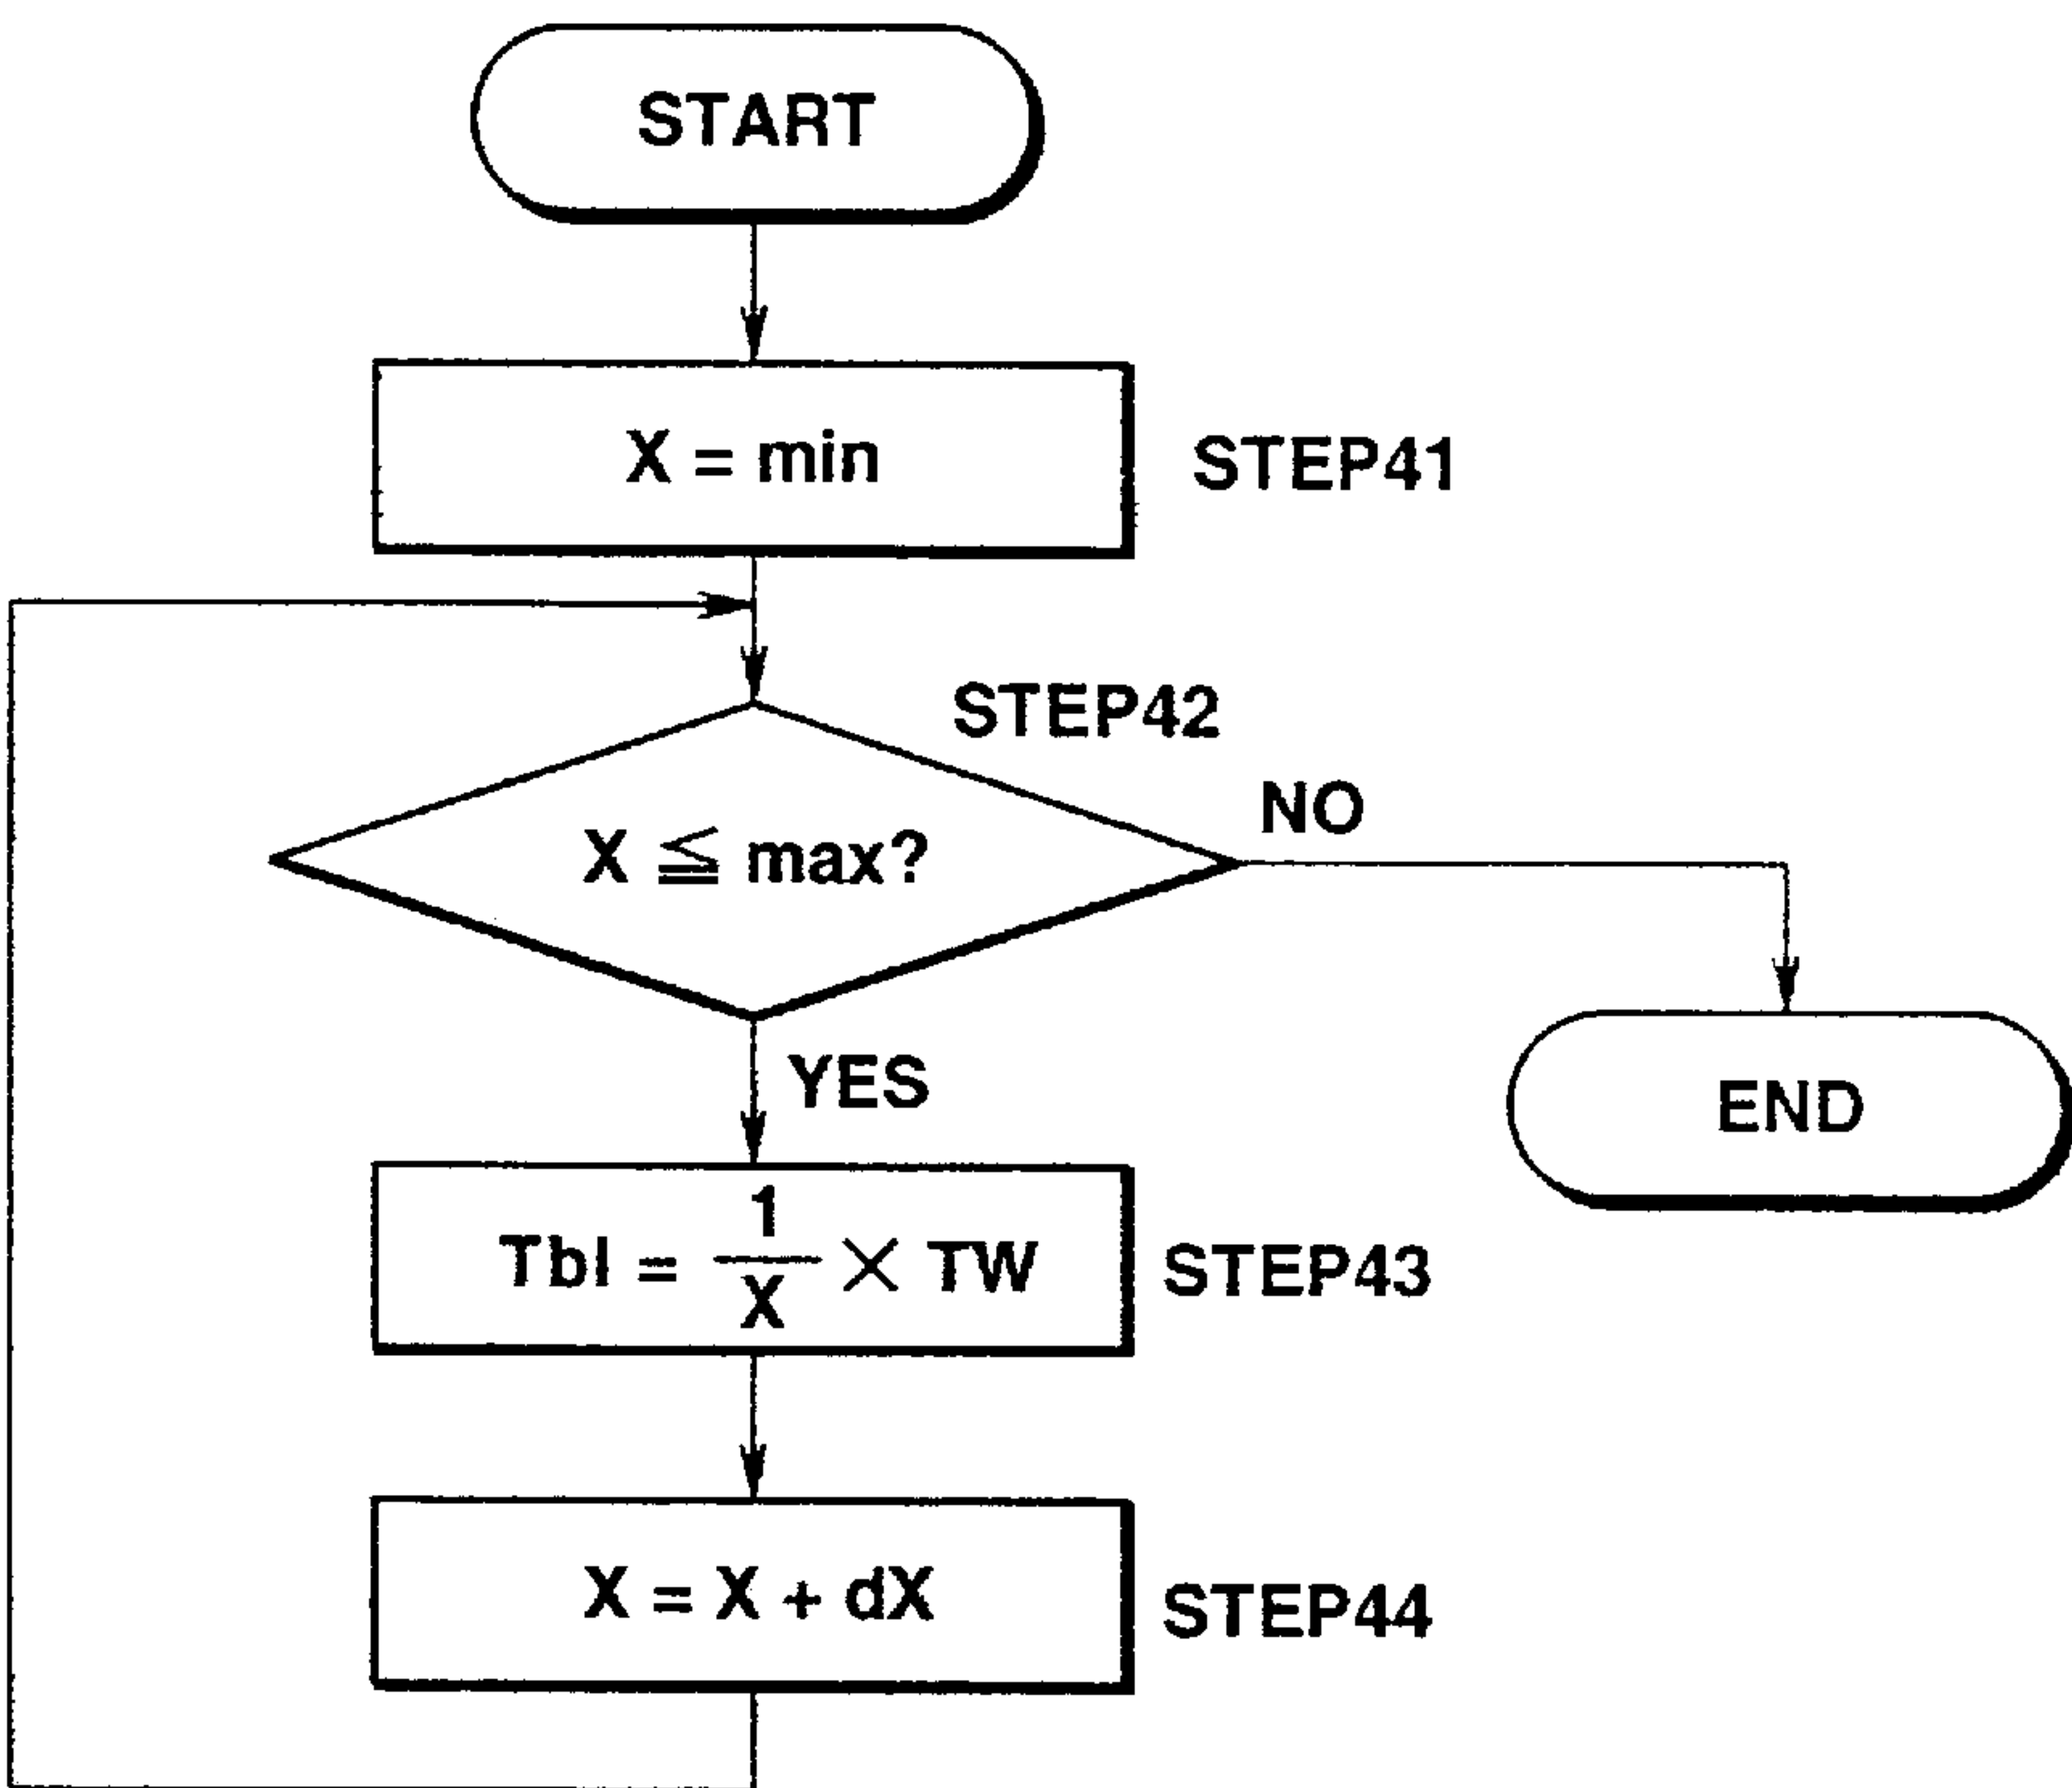 START
X = min
STEP41
STEP42
X ≦ max?
NO
YES
END
Tbl = 1/X × TW
STEP43
X = X + dX
STEP44